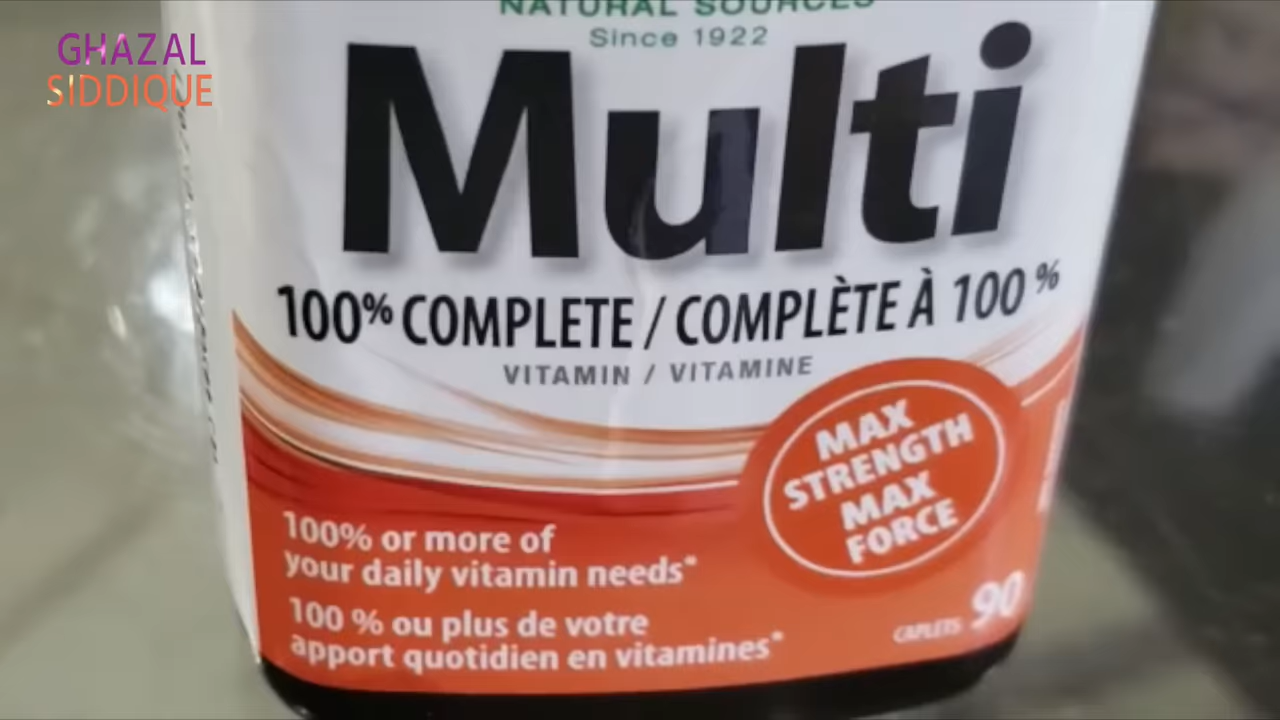 GHAZAL
SIDDIQUE
NATURAL SOURCES
Since 1922
Multi
100% COMPLETE / COMPLÈTE À 100 %
VITAMIN / VITAMINE
MAX
STRENGTH
MAX
FORCE
100% or more of
your daily vitamin needs*
100 % ou plus de votre
apport quotidien en vitamines*
CAPLETS 90